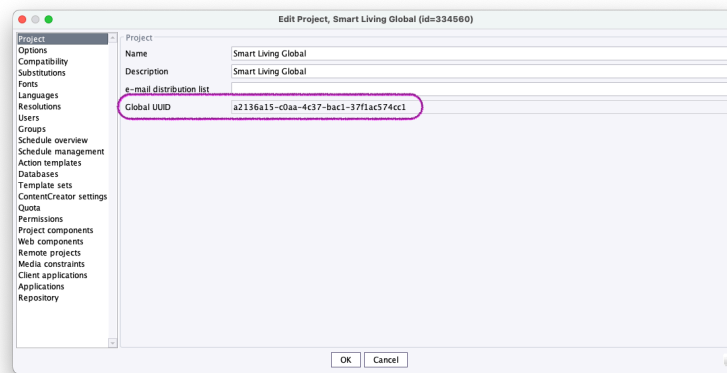 Edit Project, Smart Living Global (id=334560)
Project
Options
Compatibility
Substitutions
Fonts
Languages
Resolutions
Users
Groups
Schedule overview
Schedule management
Action templates
Databases
Template sets
ContentCreator settings
Quota
Permissions
Project components
Web components
Remote projects
Media constraints
Client applications
Applications
Repository
Project
Name Smart Living Global
Description Smart Living Global
e-mail distribution list
Global UUID a2136a15-c0aa-4c37-bac1-37f1ac574cc1
OK Cancel